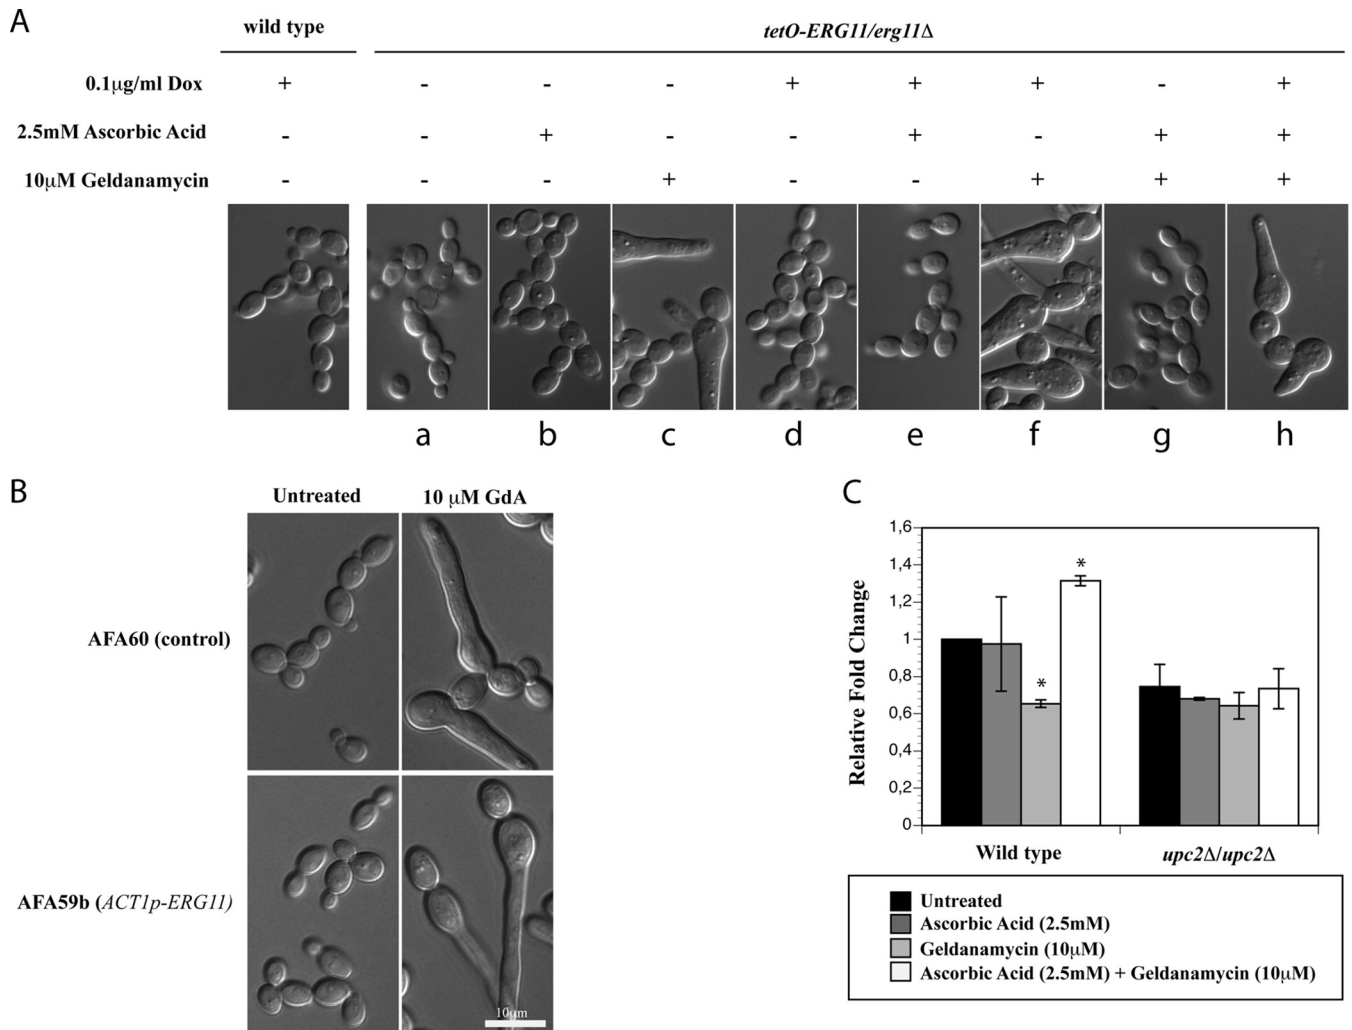 A
wild type
tetO-ERG11/erg11Δ
0.1μg/ml Dox + - - - + + + - +
2.5mM Ascorbic Acid - - + - - + - + +
10μM Geldanamycin - - - + - - + + +
a b c d e f g h
B
Untreated 10 μM GdA
AFA60 (control)
AFA59b (ACT1p-ERG11)
10μm
C
Relative Fold Change
1,6
1,4
1,2
1
0,8
0,6
0,4
0,2
0
*
*
Wild type upc2Δ/upc2Δ
Untreated
Ascorbic Acid (2.5mM)
Geldanamycin (10μM)
Ascorbic Acid (2.5mM) + Geldanamycin (10μM)